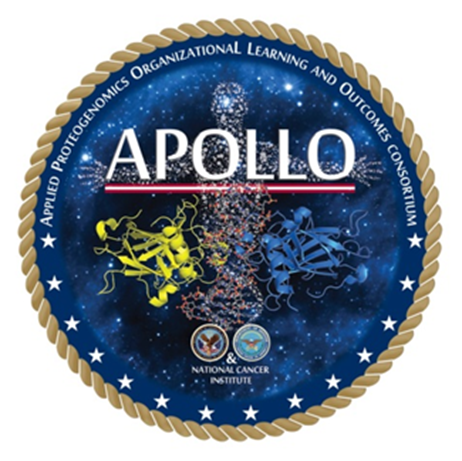 APPLIED PROTEOGENOMICS ORGANIZATIONAL LEARNING AND OUTCOMES CONSORTIUM
APOLLO
&
NATIONAL CANCER
INSTITUTE